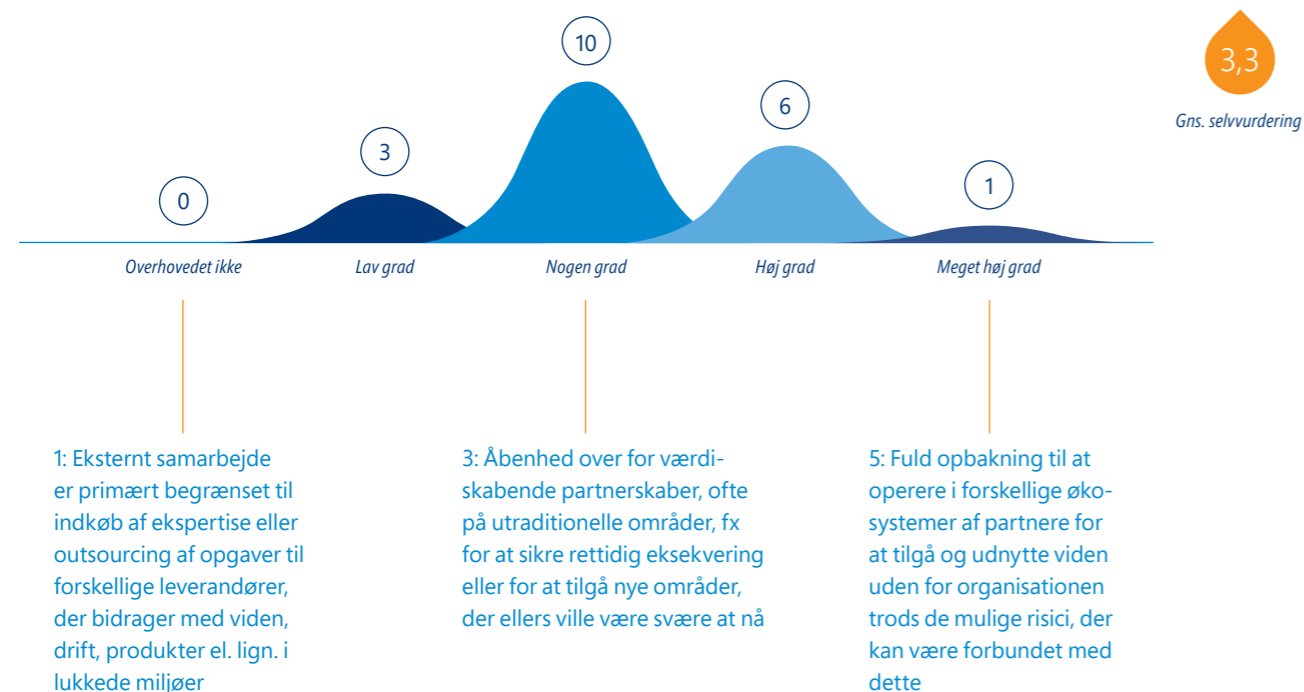 10
3,3
Gns. selvvurdering
6
3
1
0
Overhovedet ikke
Lav grad
Nogen grad
Høj grad
Meget høj grad
1: Eksternt samarbejde
er primært begrænset til
indkøb af ekspertise eller
outsourcing af opgaver til
forskellige leverandører,
der bidrager med viden,
drift, produkter el. lign. i
lukkede miljøer
3: Åbenhed over for værdi-
skabende partnerskaber, ofte
på utraditionelle områder, fx
for at sikre rettidig eksekvering
eller for at tilgå nye områder,
der ellers ville være svære at nå
5: Fuld opbakning til at
operere i forskellige øko-
systemer af partnere for
at tilgå og udnytte viden
uden for organisationen
trods de mulige risici, der
kan være forbundet med
dette